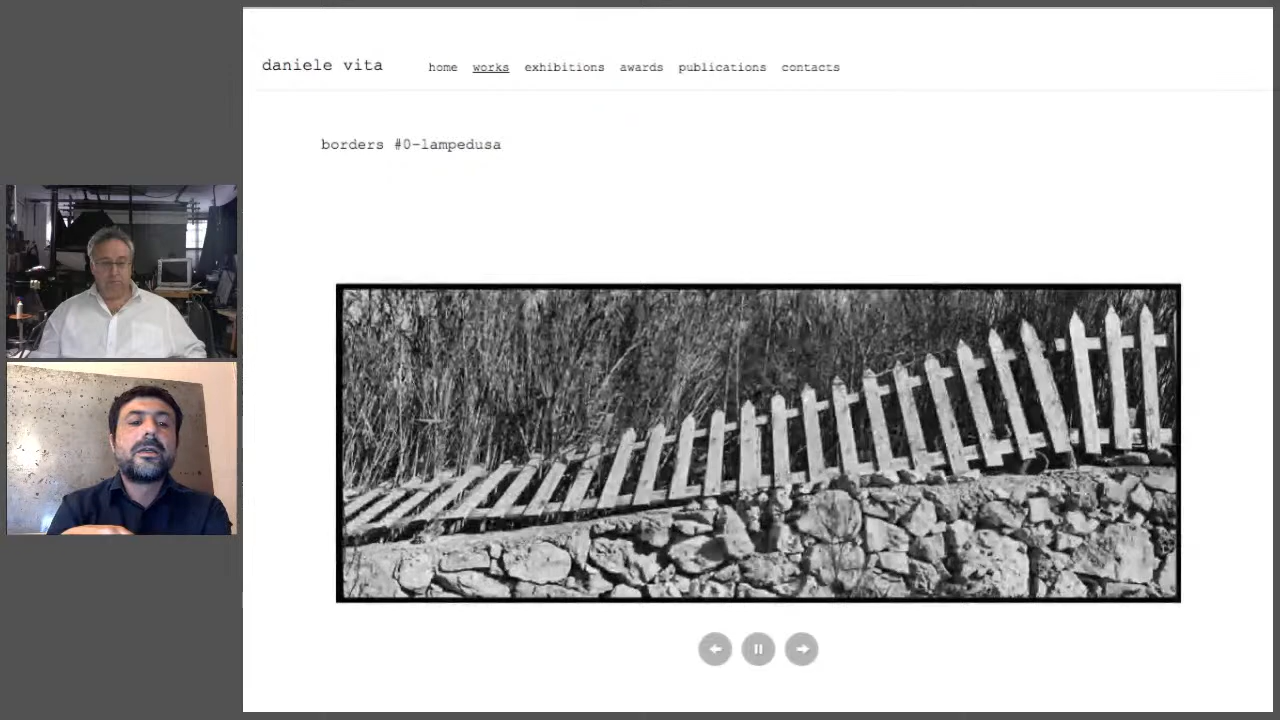 daniele vita
home works exhibitions awards publications contacts
borders #0-lampedusa